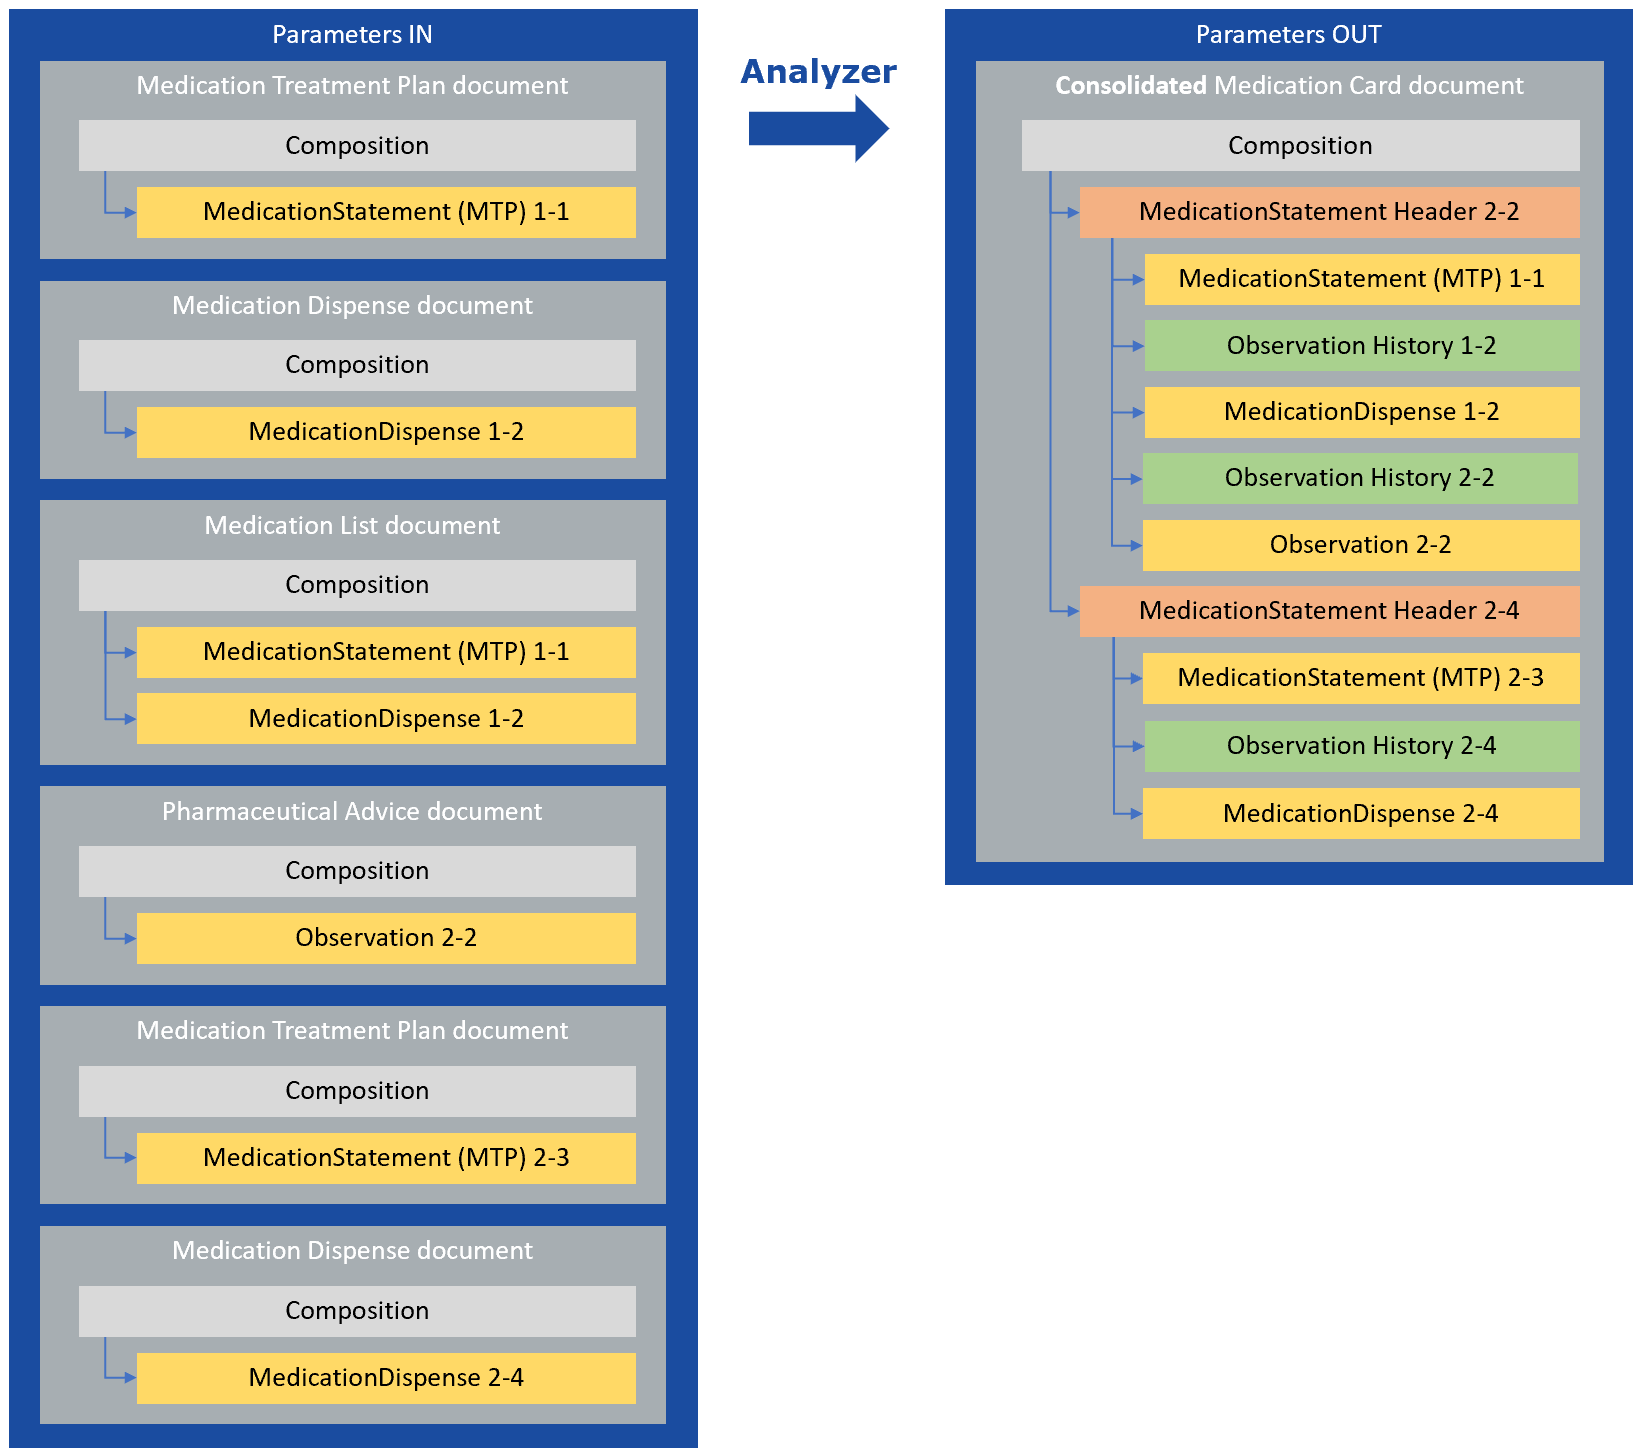 Parameters IN
Medication Treatment Plan document
Composition
MedicationStatement (MTP) 1-1
Medication Dispense document
Composition
MedicationDispense 1-2
Medication List document
Composition
MedicationStatement (MTP) 1-1
MedicationDispense 1-2
Pharmaceutical Advice document
Composition
Observation 2-2
Medication Treatment Plan document
Composition
MedicationStatement (MTP) 2-3
Medication Dispense document
Composition
MedicationDispense 2-4
Analyzer
Parameters OUT
Consolidated Medication Card document
Composition
MedicationStatement Header 2-2
MedicationStatement (MTP) 1-1
Observation History 1-2
MedicationDispense 1-2
Observation History 2-2
Observation 2-2
MedicationStatement Header 2-4
MedicationStatement (MTP) 2-3
Observation History 2-4
MedicationDispense 2-4